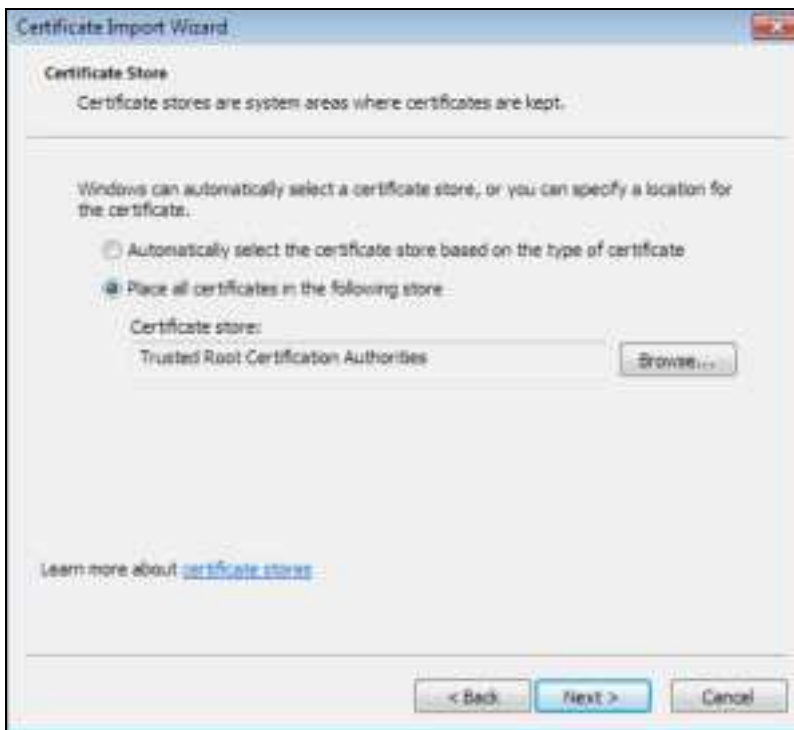 Certificate Import Wizard
Certificate Store
Certificate stores are system areas where certificates are kept.
Windows can automatically select a certificate store, or you can specify a location for
the certificate.
Automatically select the certificate store based on the type of certificate
Place all certificates in the following store
Certificate store:
Trusted Root Certification Authorities
Browse...
Learn more about certificate stores
< Back
Next >
Cancel